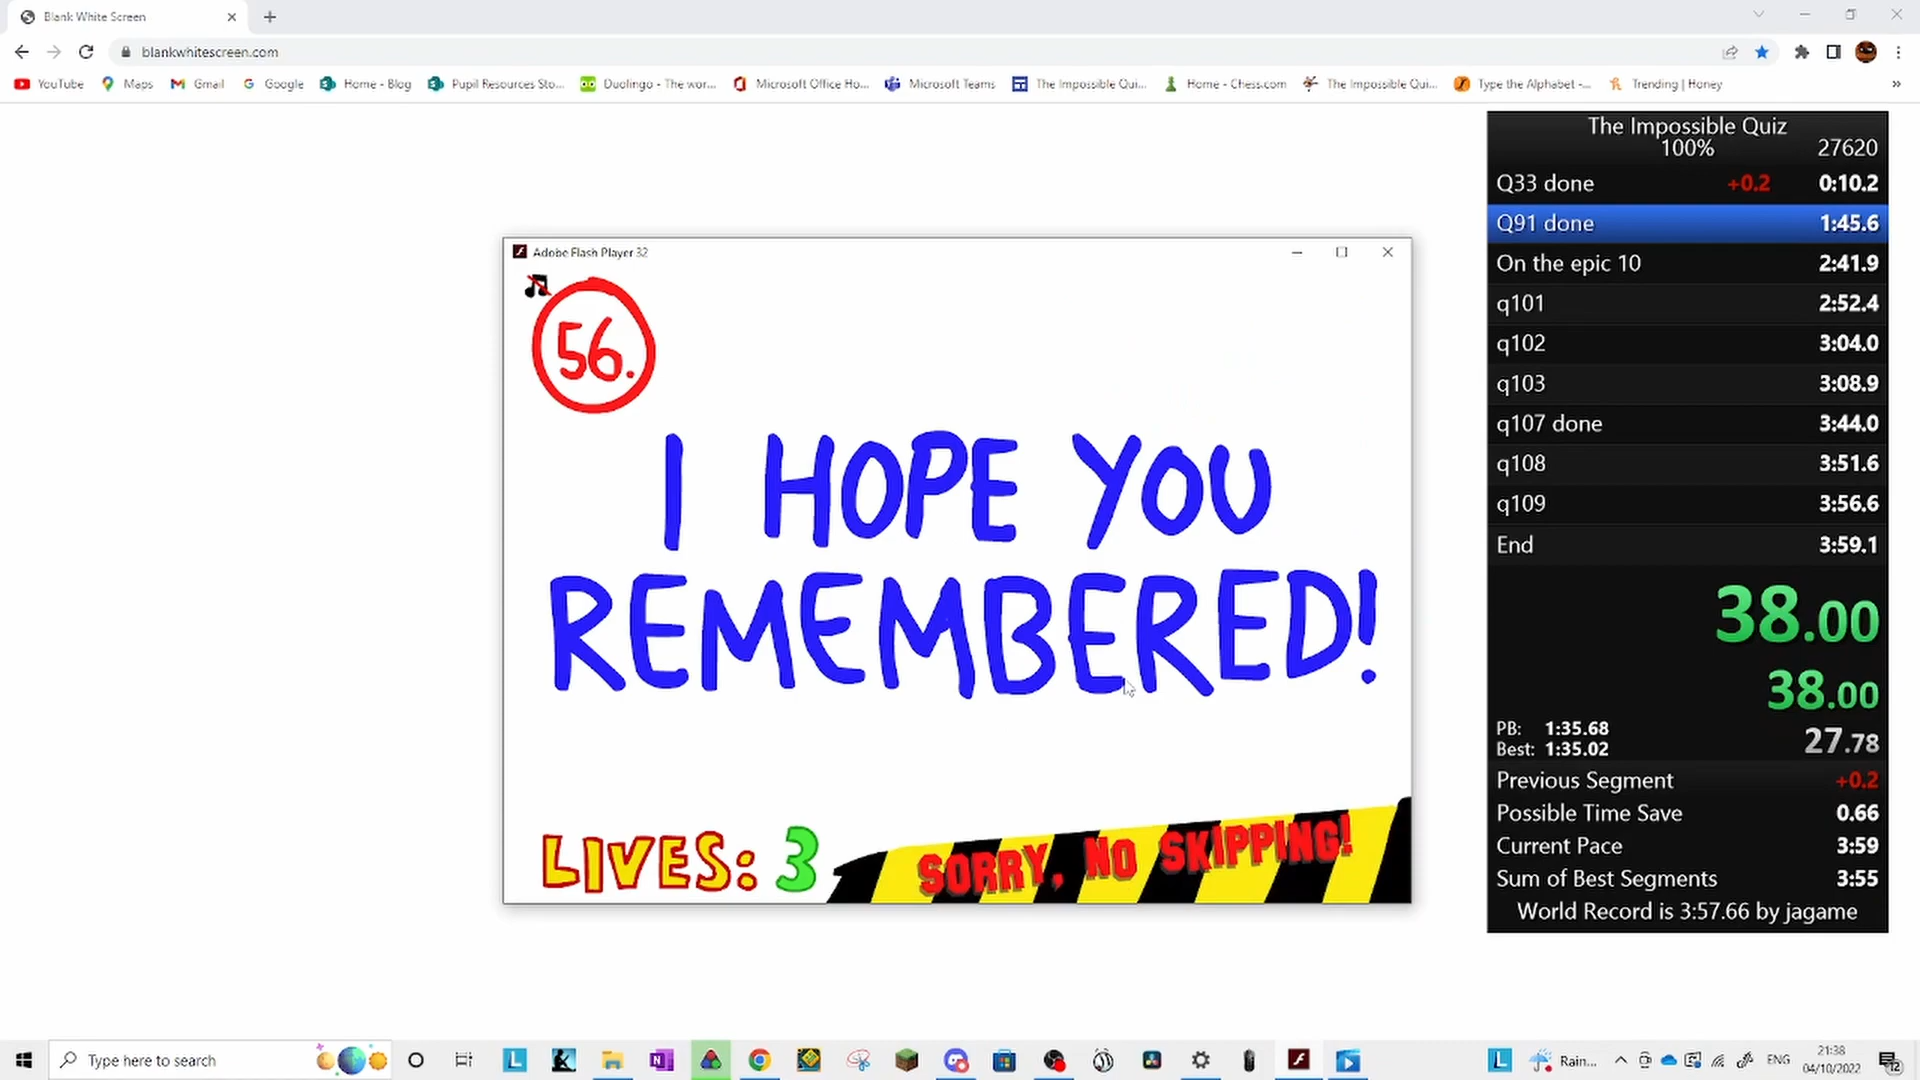 Blank White Screen
blankwhitescreen.com
YouTube Maps Gmail Google Home - Blog Pupil Resources Sto... Duolingo - The wor... Microsoft Office Ho... Microsoft Teams The Impossible Qui... Home - Chess.com The Impossible Qui... Type the Alphabet -... Trending | Honey »
The Impossible Quiz
100% 27620
Q33 done +0.2 0:10.2
Q91 done 1:45.6
On the epic 10 2:41.9
q101 2:52.4
q102 3:04.0
q103 3:08.9
q107 done 3:44.0
q108 3:51.6
q109 3:56.6
End 3:59.1
38.00
38.00
PB: 1:35.68
Best: 1:35.02
27.78
Previous Segment +0.2
Possible Time Save 0.66
Current Pace 3:59
Sum of Best Segments 3:55
World Record is 3:57.66 by jagame
Adobe Flash Player 32
56.
I HOPE YOU
REMEMBERED!
LIVES: 3
SORRY, NO SKIPPING!
Type here to search
Rain...
ENG
21:38
04/10/2022
12